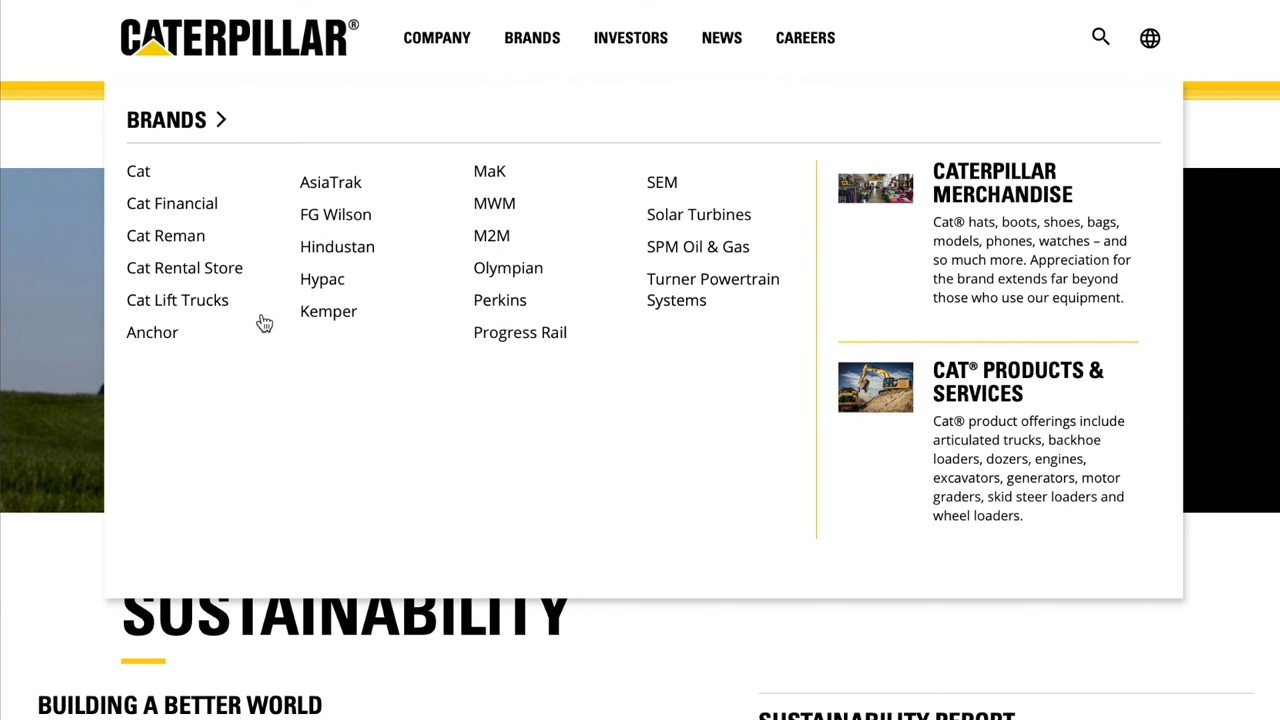 CATERPILLAR®
COMPANY
BRANDS
INVESTORS
NEWS
CAREERS
BRANDS
Cat
Cat Financial
Cat Reman
Cat Rental Store
Cat Lift Trucks
Anchor
AsiaTrak
FG Wilson
Hindustan
Hypac
Kemper
MaK
MWM
M2M
Olympian
Perkins
Progress Rail
SEM
Solar Turbines
SPM Oil & Gas
Turner Powertrain
Systems
CATERPILLAR
MERCHANDISE
Cat® hats, boots, shoes, bags,
models, phones, watches – and
so much more. Appreciation for
the brand extends far beyond
those who use our equipment.
CAT® PRODUCTS &
SERVICES
Cat® product offerings include
articulated trucks, backhoe
loaders, dozers, engines,
excavators, generators, motor
graders, skid steer loaders and
wheel loaders.
SUSTAINABILITY
BUILDING A BETTER WORLD
SUSTAINABILITY REPORT